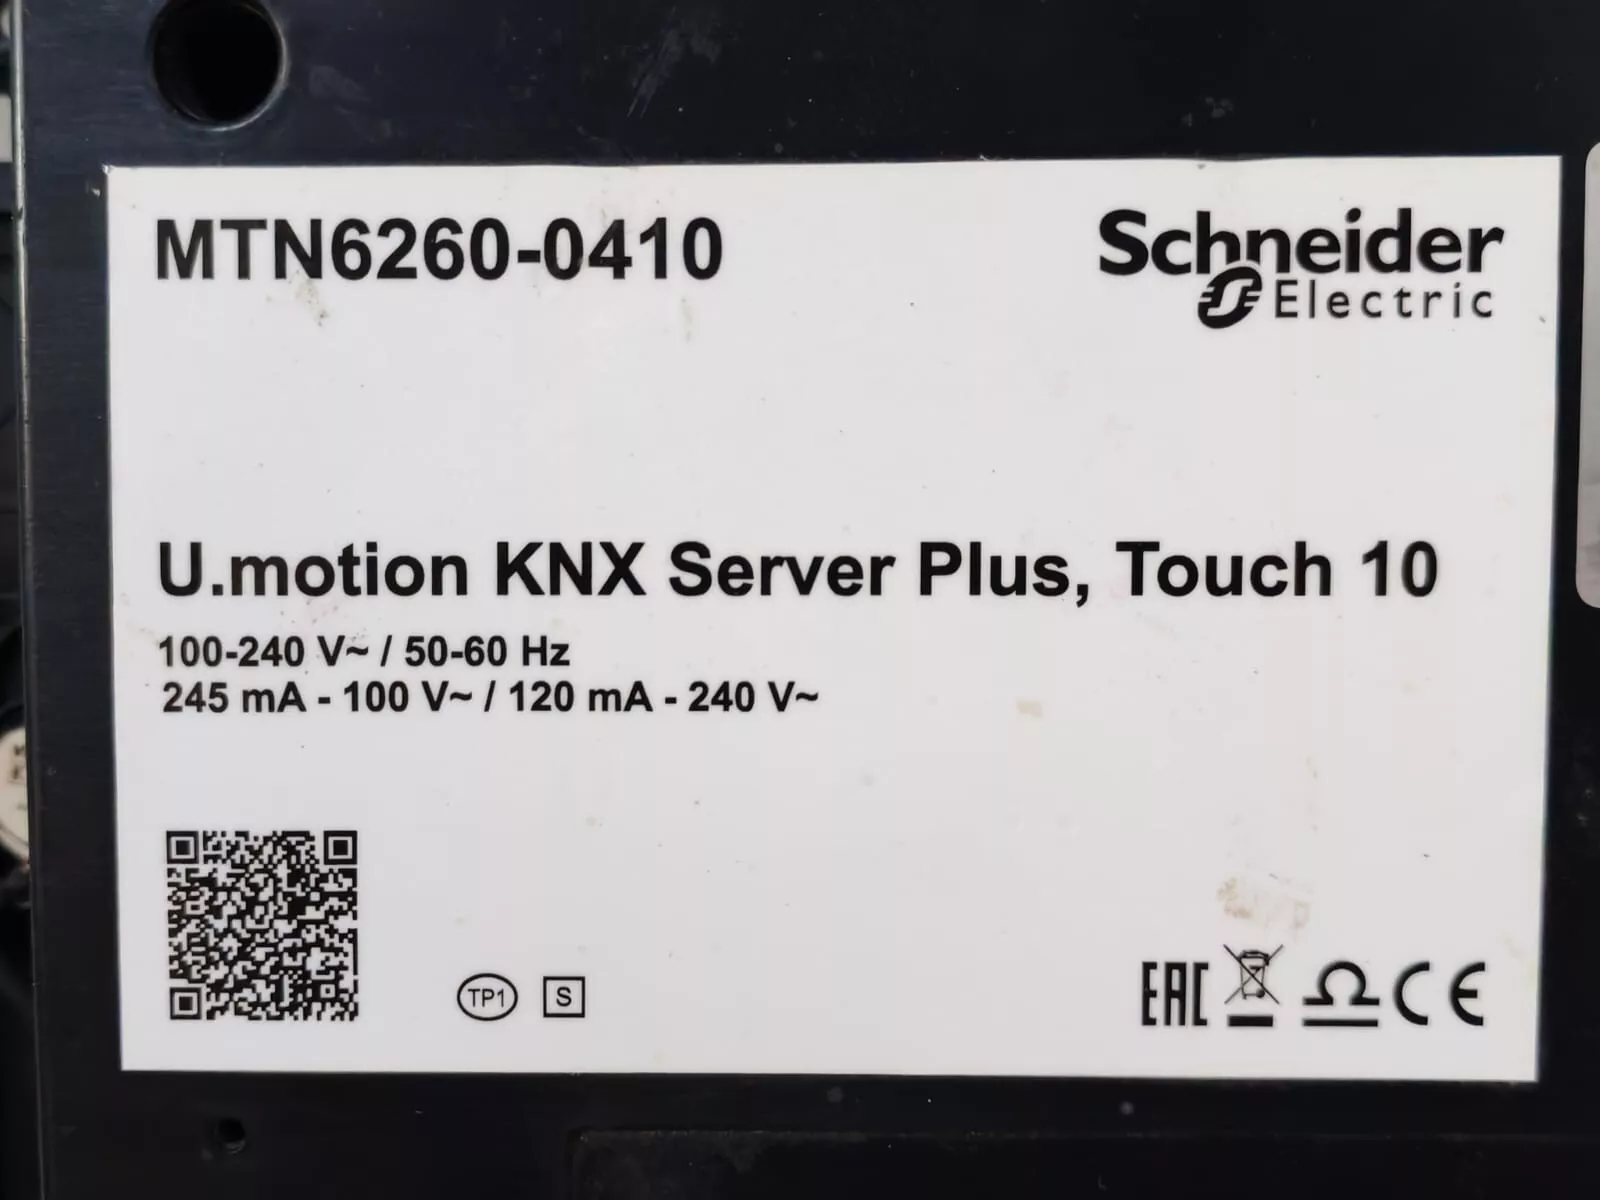 MTN6260-0410
Schneider
Electric
U.motion KNX Server Plus, Touch 10
100-240 V~ / 50-60 Hz
245 mA - 100 V~ / 120 mA - 240 V~
TP1 S
EAC CE